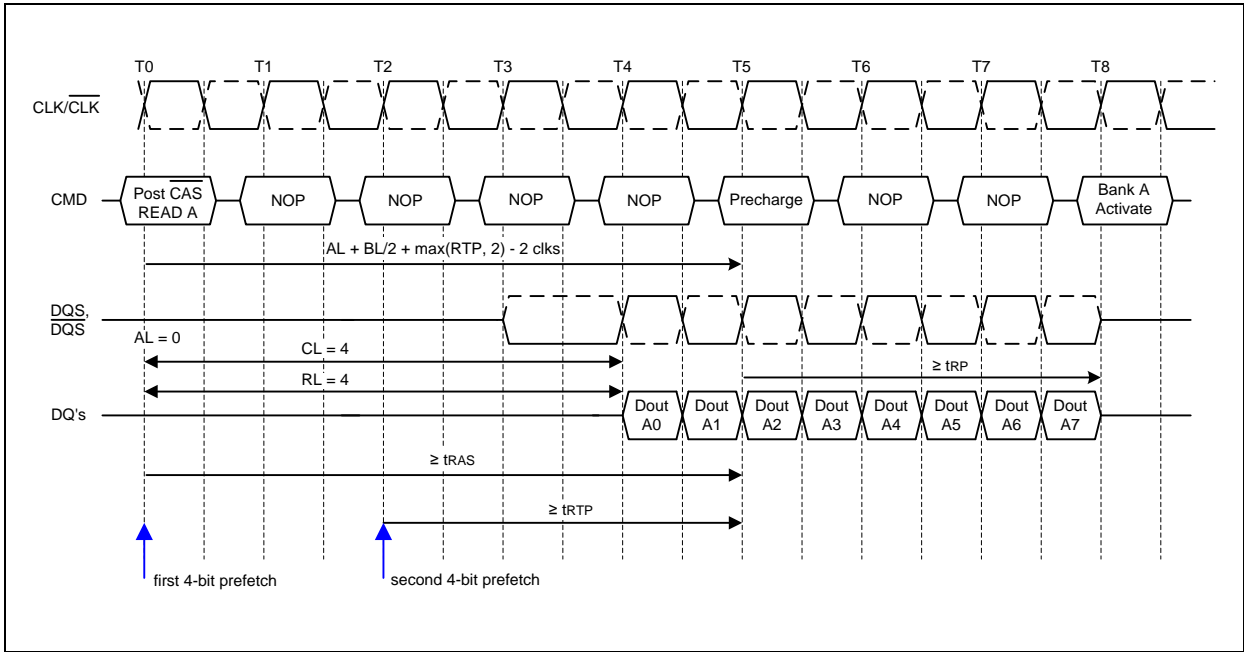 T0 T1 T2 T3 T4 T5 T6 T7 T8
CLK/CLK
CMD
Post CAS
READ A
NOP
NOP
NOP
NOP
Precharge
NOP
NOP
Bank A
Activate
AL + BL/2 + max(RTP, 2) - 2 clks
DQS,
DQS
AL = 0
CL = 4
≥ tRP
RL = 4
DQ's
Dout
A0
Dout
A1
Dout
A2
Dout
A3
Dout
A4
Dout
A5
Dout
A6
Dout
A7
≥ tRAS
≥ tRTP
first 4-bit prefetch
second 4-bit prefetch